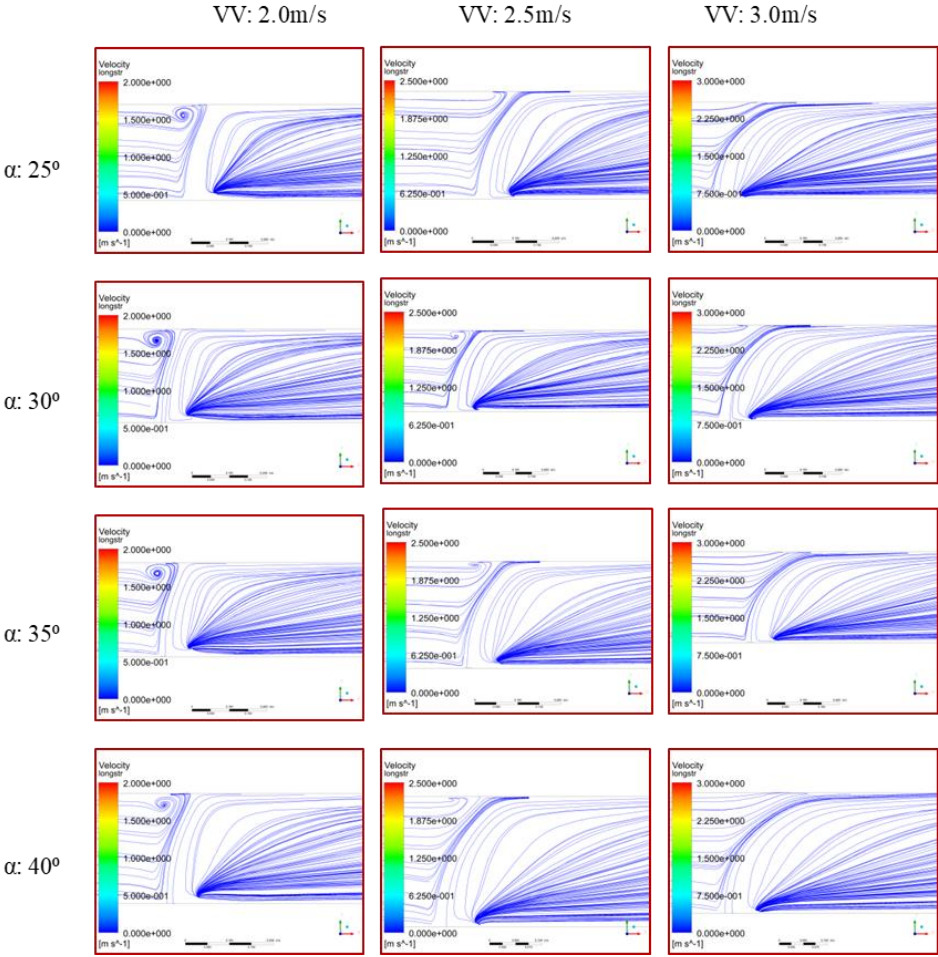 VV: 2.0m/s VV: 2.5m/s VV: 3.0m/s
α: 25º
Velocity
longstr
2.000e+000
1.500e+000
1.000e+000
5.000e-001
0.000e+000
[m s^-1]
Velocity
longstr
2.500e+000
1.875e+000
1.250e+000
6.250e-001
0.000e+000
[m s^-1]
Velocity
longstr
3.000e+000
2.250e+000
1.500e+000
7.500e-001
0.000e+000
[m s^-1]
α: 30º
Velocity
longstr
2.000e+000
1.500e+000
1.000e+000
5.000e-001
0.000e+000
[m s^-1]
Velocity
longstr
2.500e+000
1.875e+000
1.250e+000
6.250e-001
0.000e+000
[m s^-1]
Velocity
longstr
3.000e+000
2.250e+000
1.500e+000
7.500e-001
0.000e+000
[m s^-1]
α: 35º
Velocity
longstr
2.000e+000
1.500e+000
1.000e+000
5.000e-001
0.000e+000
[m s^-1]
Velocity
longstr
2.500e+000
1.875e+000
1.250e+000
6.250e-001
0.000e+000
[m s^-1]
Velocity
longstr
3.000e+000
2.250e+000
1.500e+000
7.500e-001
0.000e+000
[m s^-1]
α: 40º
Velocity
longstr
2.000e+000
1.500e+000
1.000e+000
5.000e-001
0.000e+000
[m s^-1]
Velocity
longstr
2.500e+000
1.875e+000
1.250e+000
6.250e-001
0.000e+000
[m s^-1]
Velocity
longstr
3.000e+000
2.250e+000
1.500e+000
7.500e-001
0.000e+000
[m s^-1]